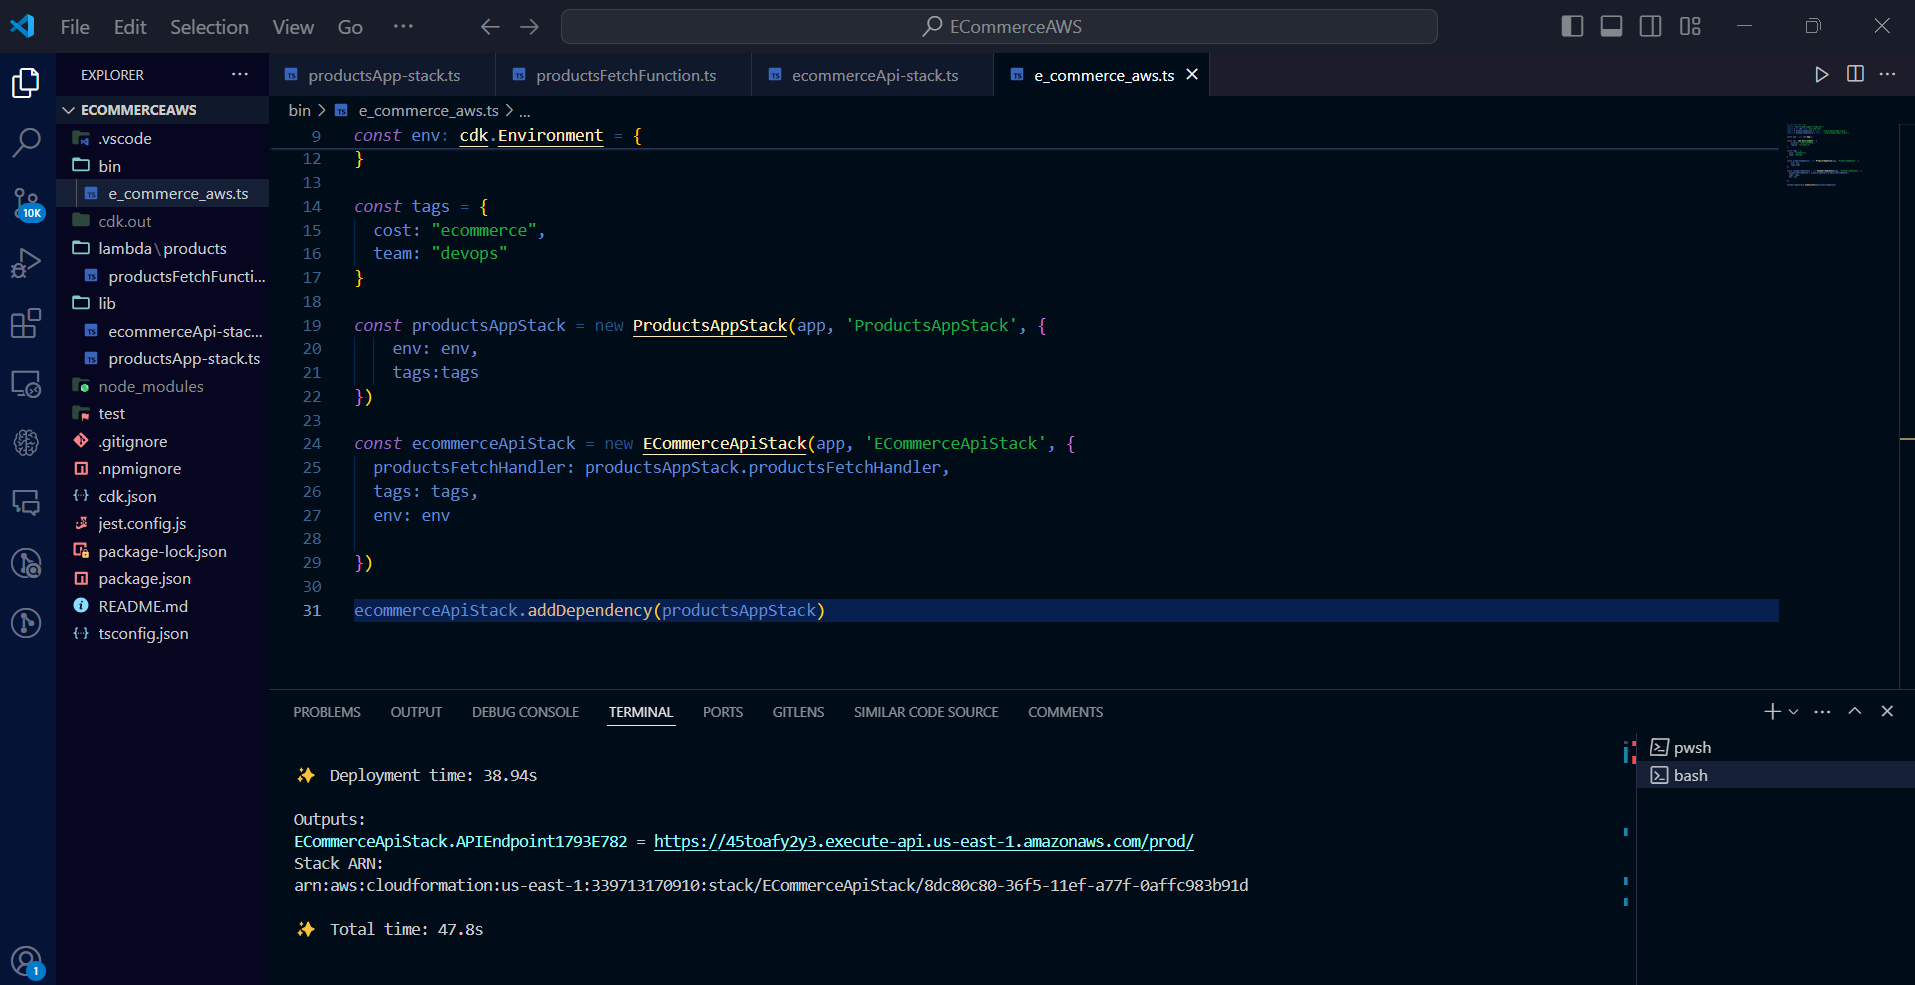 File Edit Selection View Go ···
ECommerceAWS
EXPLORER ···
ECOMMERCEAWS
.vscode
bin
e_commerce_aws.ts
cdk.out
lambda\products
productsFetchFuncti...
lib
ecommerceApi-stac...
productsApp-stack.ts
node_modules
test
.gitignore
.npmignore
cdk.json
jest.config.js
package-lock.json
package.json
README.md
tsconfig.json
10K
1
productsApp-stack.ts productsFetchFunction.ts ecommerceApi-stack.ts e_commerce_aws.ts
bin > e_commerce_aws.ts > ...
9 const env: cdk.Environment = {
12 }
13
14 const tags = {
15 cost: "ecommerce",
16 team: "devops"
17 }
18
19 const productsAppStack = new ProductsAppStack(app, 'ProductsAppStack', {
20 env: env,
21 tags:tags
22 })
23
24 const ecommerceApiStack = new ECommerceApiStack(app, 'ECommerceApiStack', {
25 productsFetchHandler: productsAppStack.productsFetchHandler,
26 tags: tags,
27 env: env
28
29 })
30
31 ecommerceApiStack.addDependency(productsAppStack)
PROBLEMS OUTPUT DEBUG CONSOLE TERMINAL PORTS GITLENS SIMILAR CODE SOURCE COMMENTS
✨ Deployment time: 38.94s
Outputs:
ECommerceApiStack.APIEndpoint1793E782 = https://45toafy2y3.execute-api.us-east-1.amazonaws.com/prod/
Stack ARN:
arn:aws:cloudformation:us-east-1:339713170910:stack/ECommerceApiStack/8dc80c80-36f5-11ef-a77f-0affc983b91d
✨ Total time: 47.8s
pwsh
bash